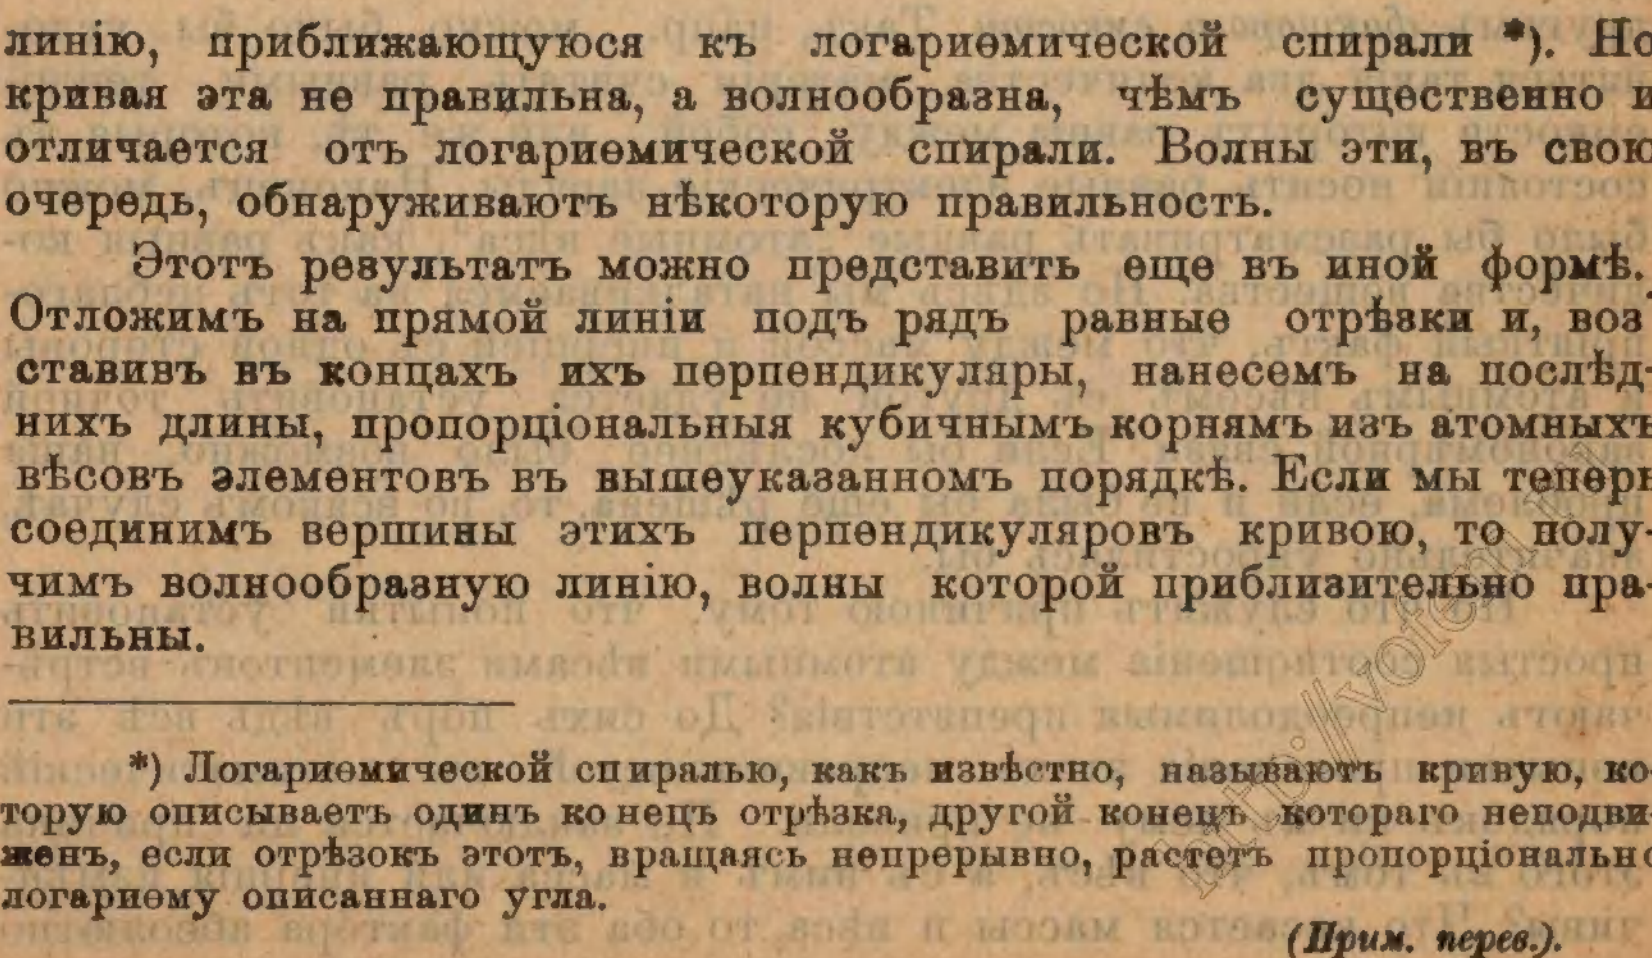 линію, приближающуюся къ логариѳмической спирали *). Но
кривая эта не правильна, а волнообразна, чѣмъ существенно и
отличается отъ логариѳмической спирали. Волны эти, въ свою
очередь, обнаруживаютъ нѣкоторую правильность.
Этотъ результатъ можно представить еще въ иной формѣ.
Отложимъ на прямой линіи подъ рядъ равные отрѣзки и, воз
ставивъ въ концахъ ихъ перпендикуляры, нанесемъ на послѣд-
нихъ длины, пропорціональныя кубичнымъ корнямъ изъ атомныхъ
вѣсовъ элементовъ въ вышеуказанномъ порядкѣ. Если мы теперь
соединимъ вершины этихъ перпендикуляровъ кривою, то полу-
чимъ волнообразную линію, волны которой приблизительно пра-
вильны.
*) Логариѳмической спиралью, какъ извѣстно, называютъ кривую, ко-
торую описываетъ одинъ конецъ отрѣзка, другой конецъ котораго неподви-
женъ, если отрѣзокъ этотъ, вращаясь непрерывно, растетъ пропорціонально
логариѳму описаннаго угла.
(Прим. перев.).